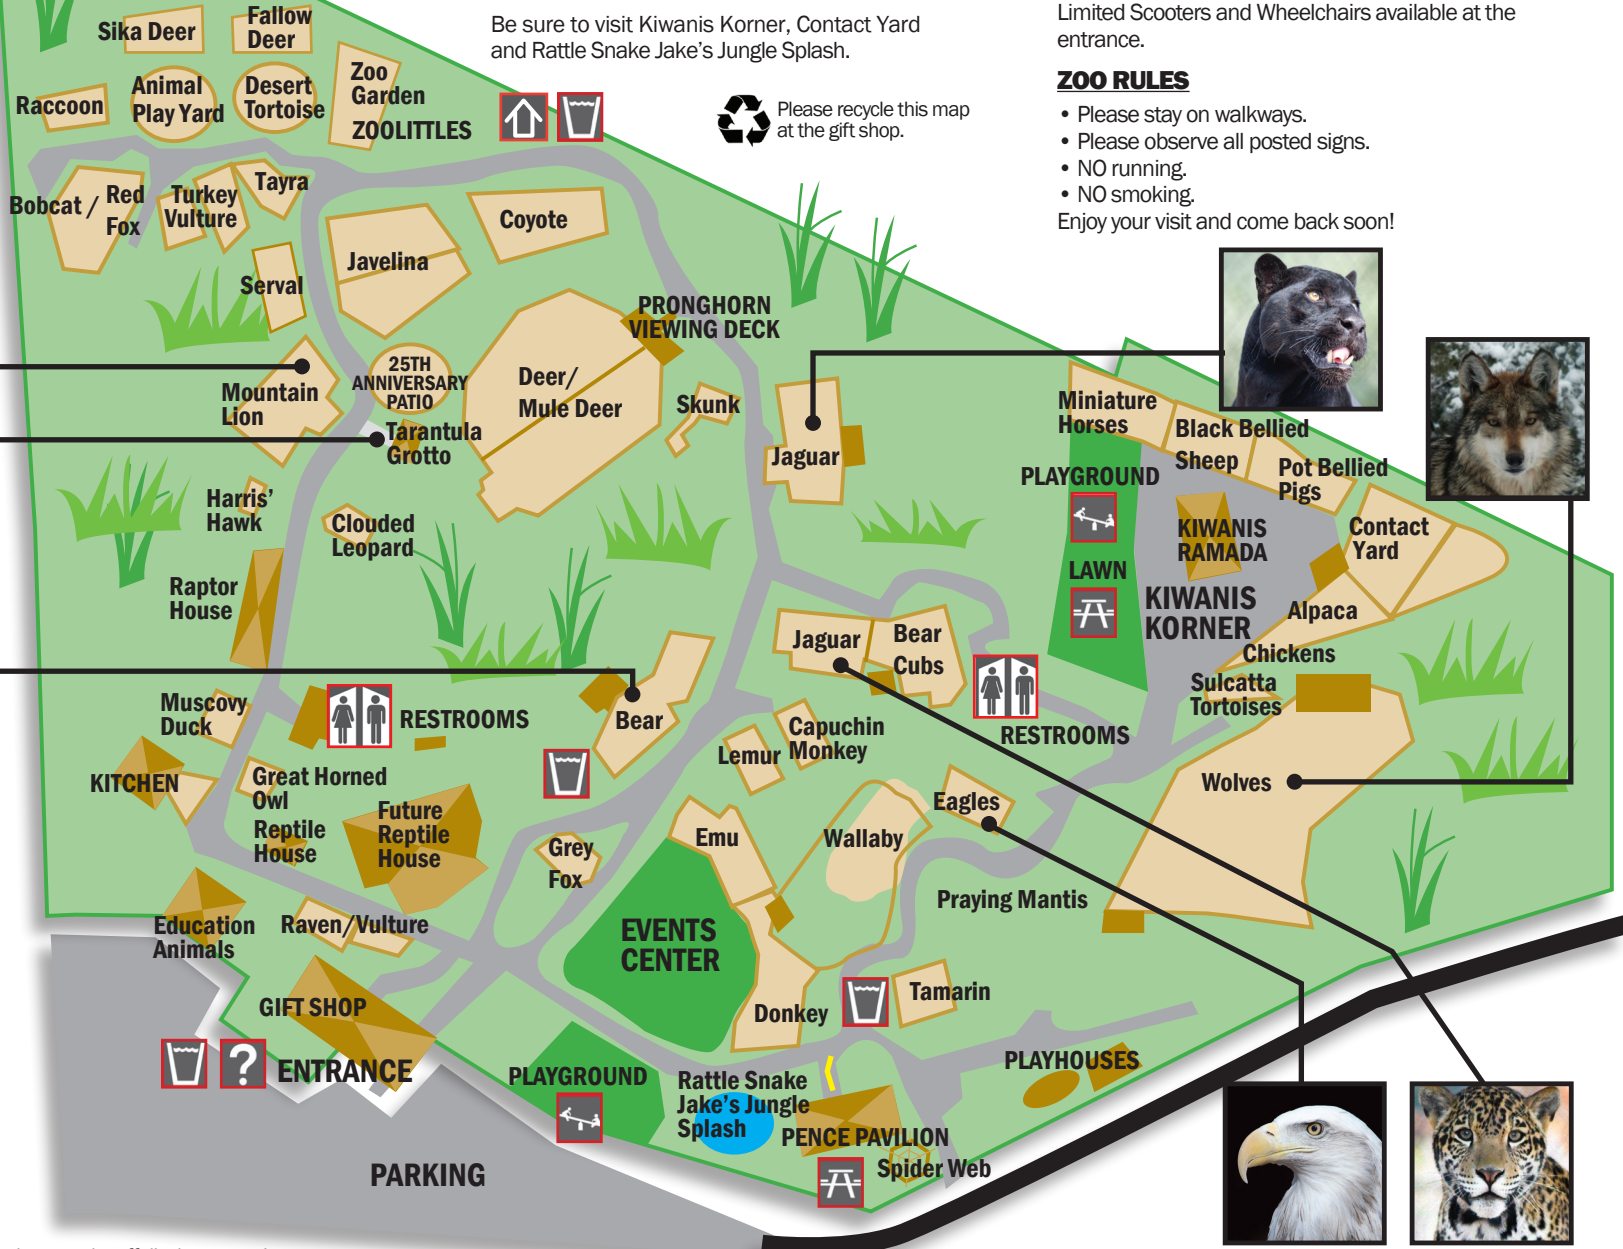 Be sure to visit Kiwanis Korner, Contact Yard
and Rattle Snake Jake's Jungle Splash.
Please recycle this map
at the gift shop.
Limited Scooters and Wheelchairs available at the
entrance.
ZOO RULES
• Please stay on walkways.
• Please observe all posted signs.
• NO running.
• NO smoking.
Enjoy your visit and come back soon!
Sika Deer
Fallow
Deer
Raccoon
Animal
Play Yard
Desert
Tortoise
Zoo
Garden
ZOOLITTLES
Bobcat /
Red
Fox
Turkey
Vulture
Tayra
Serval
Javelina
Coyote
PRONGHORN
VIEWING DECK
Mountain
Lion
25TH
ANNIVERSARY
PATIO
Deer/
Mule Deer
Skunk
Jaguar
Tarantula
Grotto
Harris'
Hawk
Clouded
Leopard
Raptor
House
Miniature
Horses
Black Bellied
Sheep
Pot Bellied
Pigs
PLAYGROUND
KIWANIS
RAMADA
Contact
Yard
LAWN
KIWANIS
KORNER
Alpaca
Chickens
Sulcatta
Tortoises
Jaguar
Bear
Cubs
RESTROOMS
Muscovy
Duck
RESTROOMS
Bear
Lemur
Capuchin
Monkey
Wolves
KITCHEN
Great Horned
Owl
Reptile
House
Future
Reptile
House
Grey
Fox
Emu
Wallaby
Eagles
Praying Mantis
Education
Animals
Raven/Vulture
EVENTS
CENTER
Donkey
Tamarin
GIFT SHOP
?
ENTRANCE
PLAYGROUND
Rattle Snake
Jake's Jungle
Splash
PENCE PAVILION
Spider Web
PLAYHOUSES
PARKING